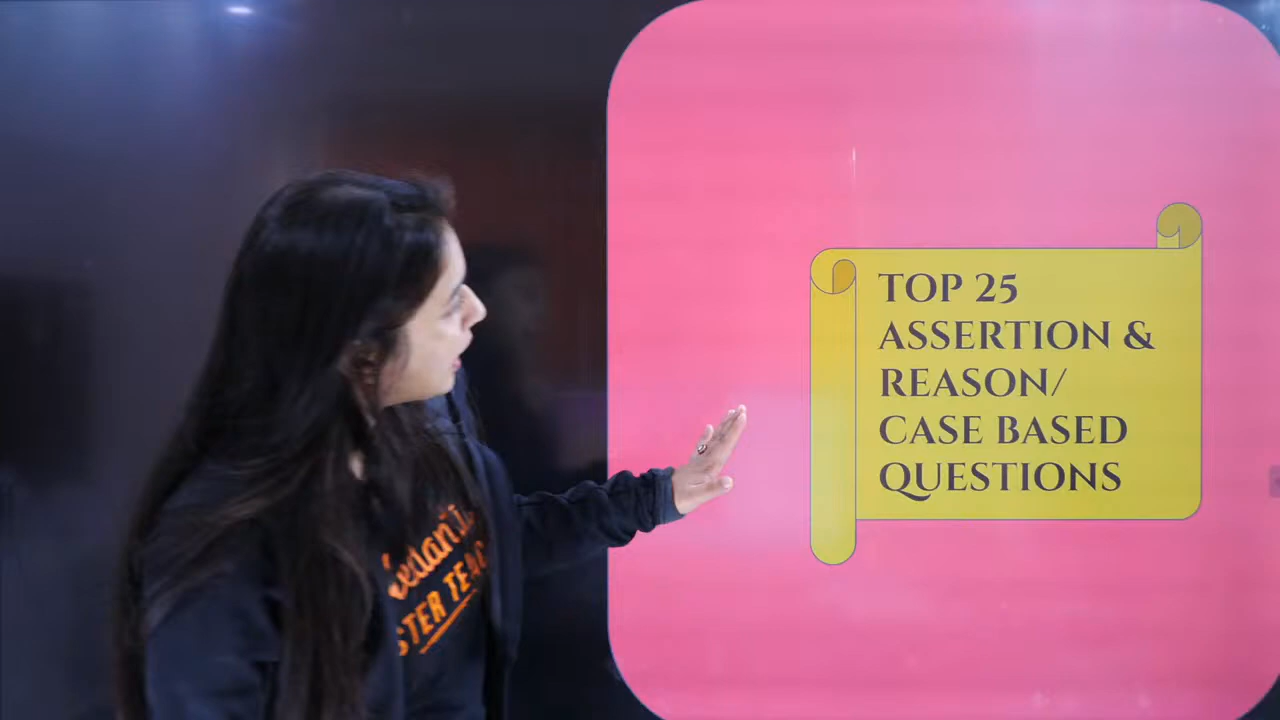 TOP 25
ASSERTION &
REASON/
CASE BASED
QUESTIONS